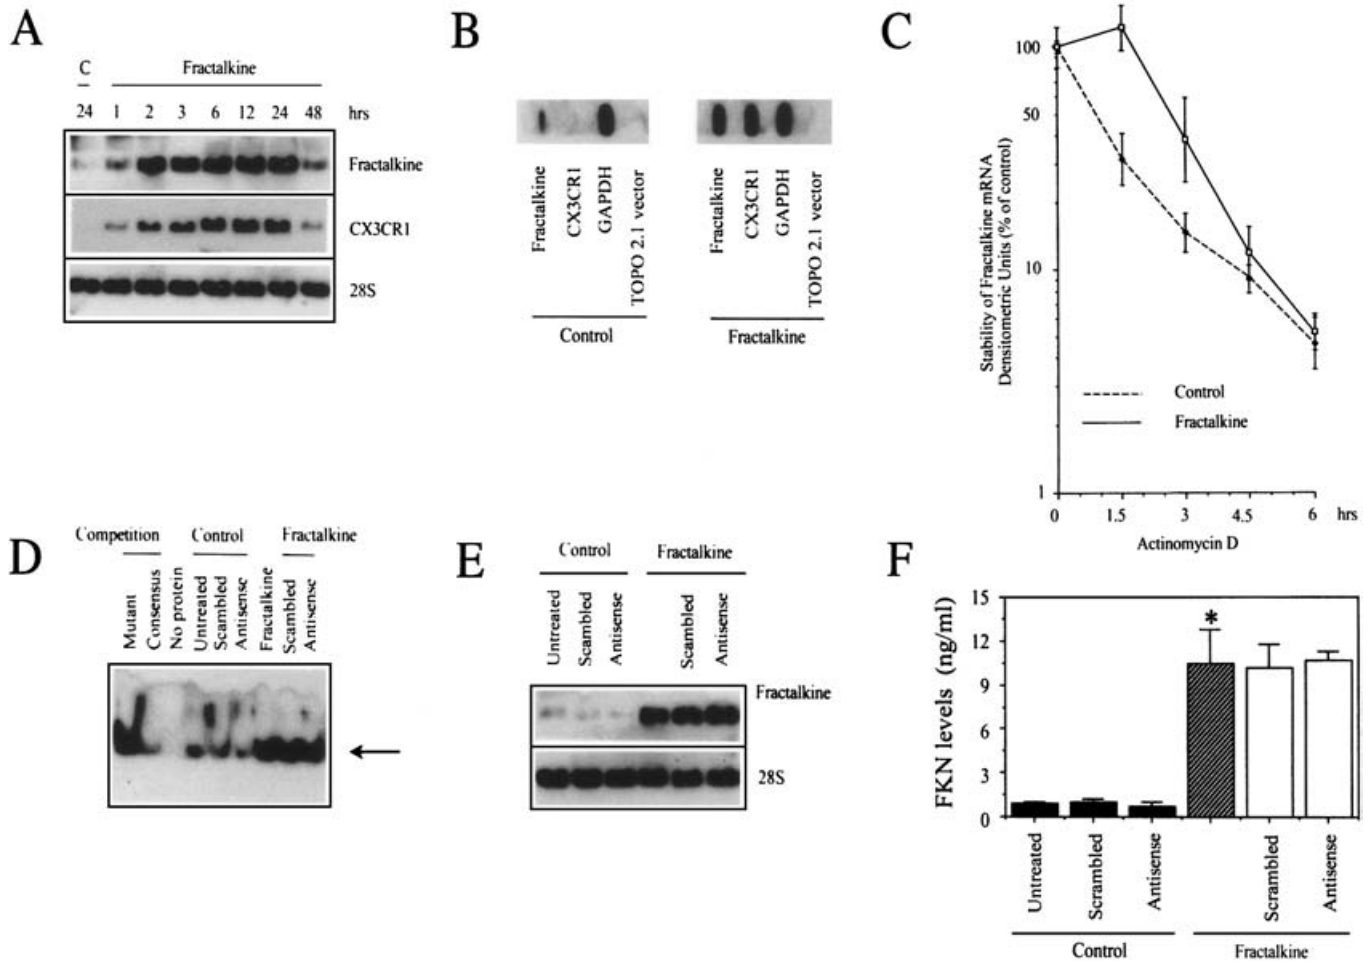 A
C Fractalkine
24 1 2 3 6 12 24 48 hrs
Fractalkine
CX3CR1
28S
B
Fractalkine
CX3CR1
GAPDH
TOPO 2.1 vector
Control
Fractalkine
CX3CR1
GAPDH
TOPO 2.1 vector
Fractalkine
C
Stability of Fractalkine mRNA
Densitometric Units (% of control)
100
50
10
1
Control
Fractalkine
0 1.5 3 4.5 6 hrs
Actinomycin D
D
Competition Control Fractalkine
Mutant
Consensus
No protein
Untreated
Scambled
Antisense
Fractalkine
Scambled
Antisense
E
Control Fractalkine
Untreated
Scambled
Antisense
Scambled
Antisense
Fractalkine
28S
F
FKN levels (ng/ml)
15
12
9
6
3
0
*
Untreated
Scrambled
Antisense
Scrambled
Antisense
Control Fractalkine